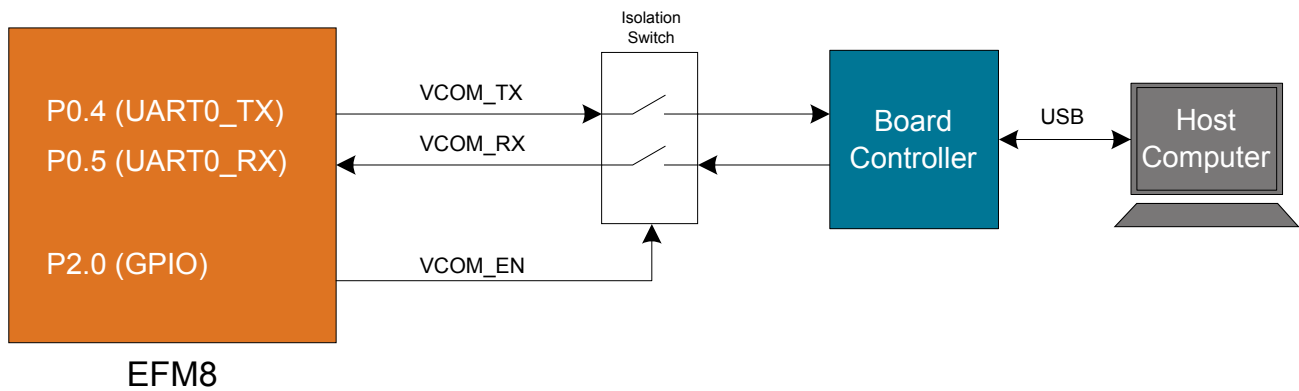 Isolation
Switch
P0.4 (UART0_TX)
VCOM_TX
P0.5 (UART0_RX)
VCOM_RX
P2.0 (GPIO)
VCOM_EN
Board
Controller
USB
Host
Computer
EFM8